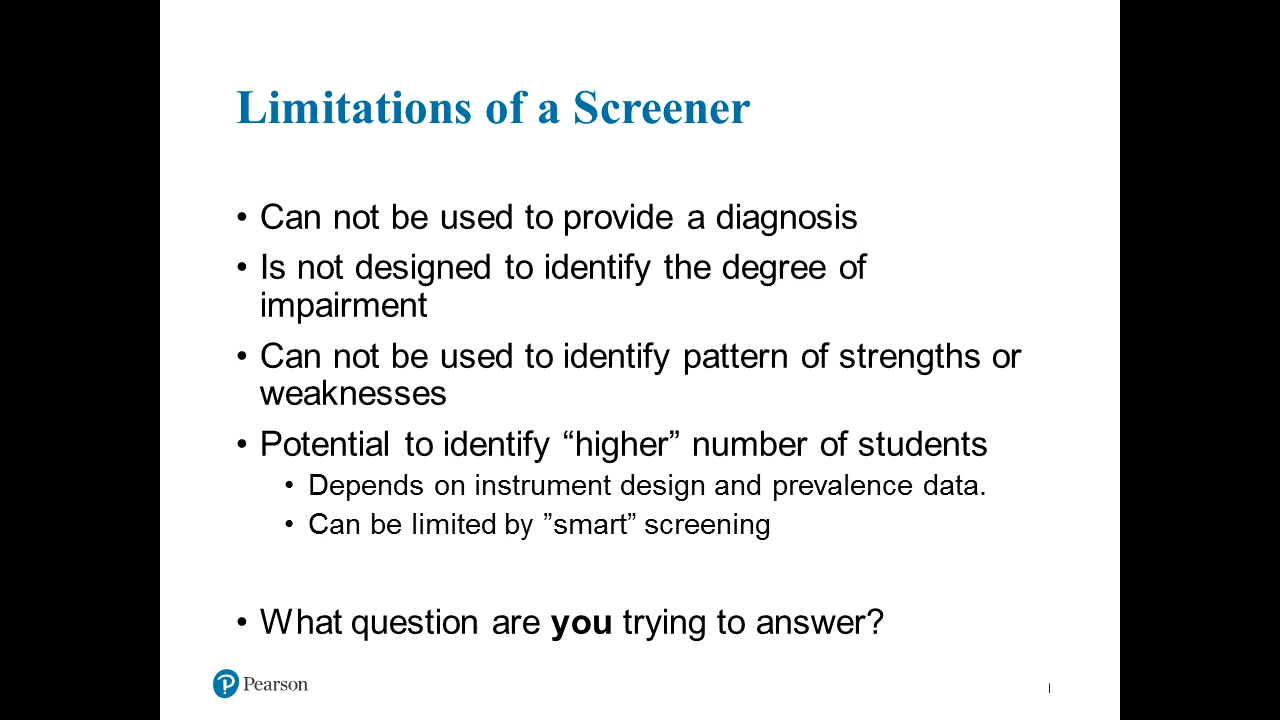 Limitations of a Screener
• Can not be used to provide a diagnosis
• Is not designed to identify the degree of
impairment
• Can not be used to identify pattern of strengths or
weaknesses
• Potential to identify “higher” number of students
• Depends on instrument design and prevalence data.
• Can be limited by ”smart” screening
• What question are you trying to answer?
Pearson